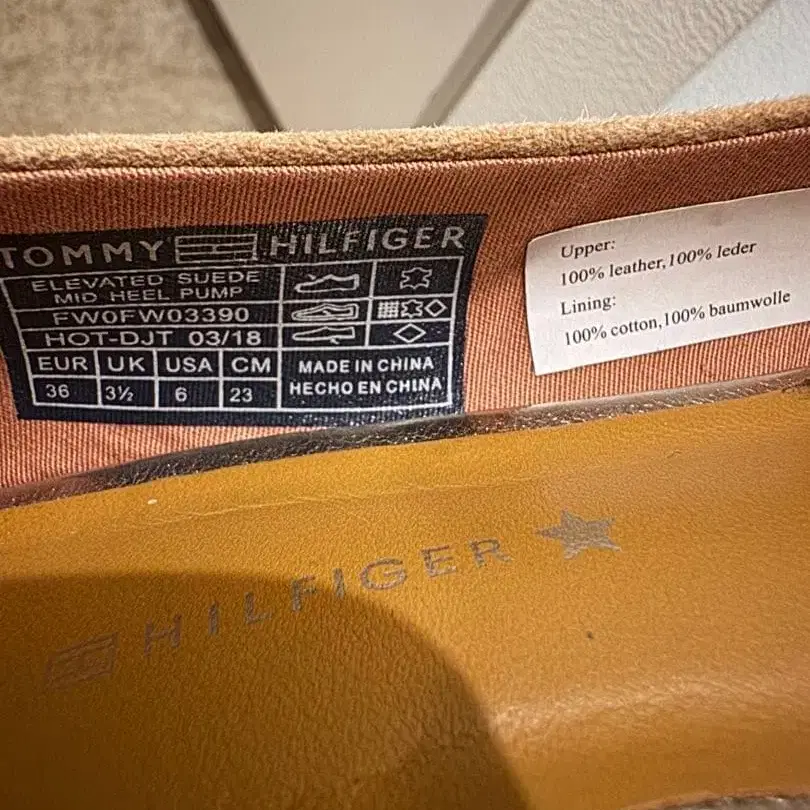 TOMMY HILFIGER
ELEVATED SUEDE
MID HEEL PUMP
FW0FW03390
HOT-DJT 03/18
EUR UK USA CM
36 3½ 6 23
MADE IN CHINA
HECHO EN CHINA
Upper:
100% leather,100% leder
Lining:
100% cotton,100% baumwolle
HILFIGER